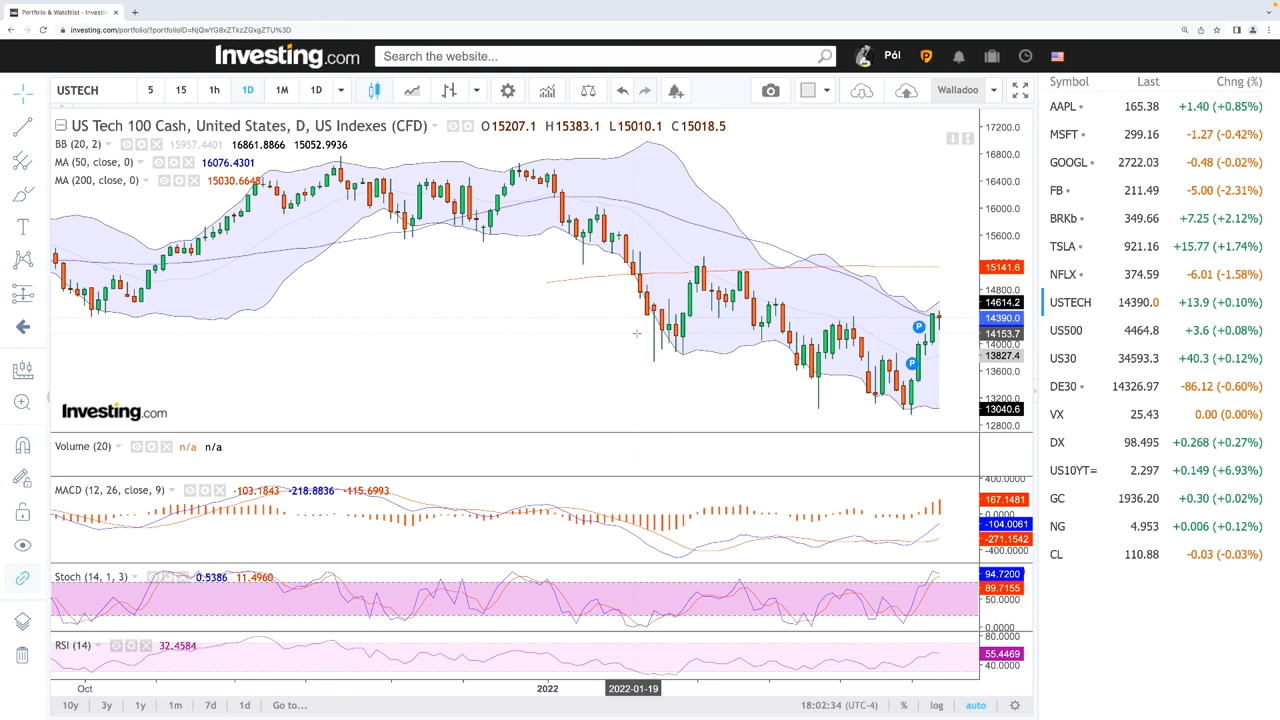 Portfolio & Watchlist - Investin
investing.com/portfolio/?portfolioID=NjQwYG8xZTkzZGxgZTU%3D
Investing.com
Search the website...
Pól
USTECH 5 15 1h 1D 1M 1D Walladoo
US Tech 100 Cash, United States, D, US Indexes (CFD) O15207.1 H15383.1 L15010.1 C15018.5
BB (20, 2) 15957.4401 16861.8866 15052.9936
MA (50, close, 0) 16076.4301
MA (200, close, 0) 15030.6648
17200.0
16800.0
16400.0
16000.0
15600.0
15141.6
14800.0
14614.2
14390.0
14153.7
14000.0
13827.4
13600.0
13200.0
13040.6
12800.0
P
P
Investing.com
Volume (20) n/a n/a
MACD (12, 26, close, 9) -103.1843 -218.8836 -115.6993
400.0000
167.1481
0.0000
-104.0061
-271.1542
-400.0000
Stoch (14, 1, 3) 0.5386 11.4960
94.7200
89.7155
50.0000
0.0000
RSI (14) 32.4584
80.0000
55.4469
40.0000
Oct 2022 2022-01-19
10y 3y 1y 1m 7d 1d Go to... 18:02:34 (UTC-4) % log auto
Symbol Last Chng (%)
AAPL 165.38 +1.40 (+0.85%)
MSFT 299.16 -1.27 (-0.42%)
GOOGL 2722.03 -0.48 (-0.02%)
FB 211.49 -5.00 (-2.31%)
BRKb 349.66 +7.25 (+2.12%)
TSLA 921.16 +15.77 (+1.74%)
NFLX 374.59 -6.01 (-1.58%)
USTECH 14390.0 +13.9 (+0.10%)
US500 4464.8 +3.6 (+0.08%)
US30 34593.3 +40.3 (+0.12%)
DE30 14326.97 -86.12 (-0.60%)
VX 25.43 0.00 (0.00%)
DX 98.495 +0.268 (+0.27%)
US10YT= 2.297 +0.149 (+6.93%)
GC 1936.20 +0.30 (+0.02%)
NG 4.953 +0.006 (+0.12%)
CL 110.88 -0.03 (-0.03%)